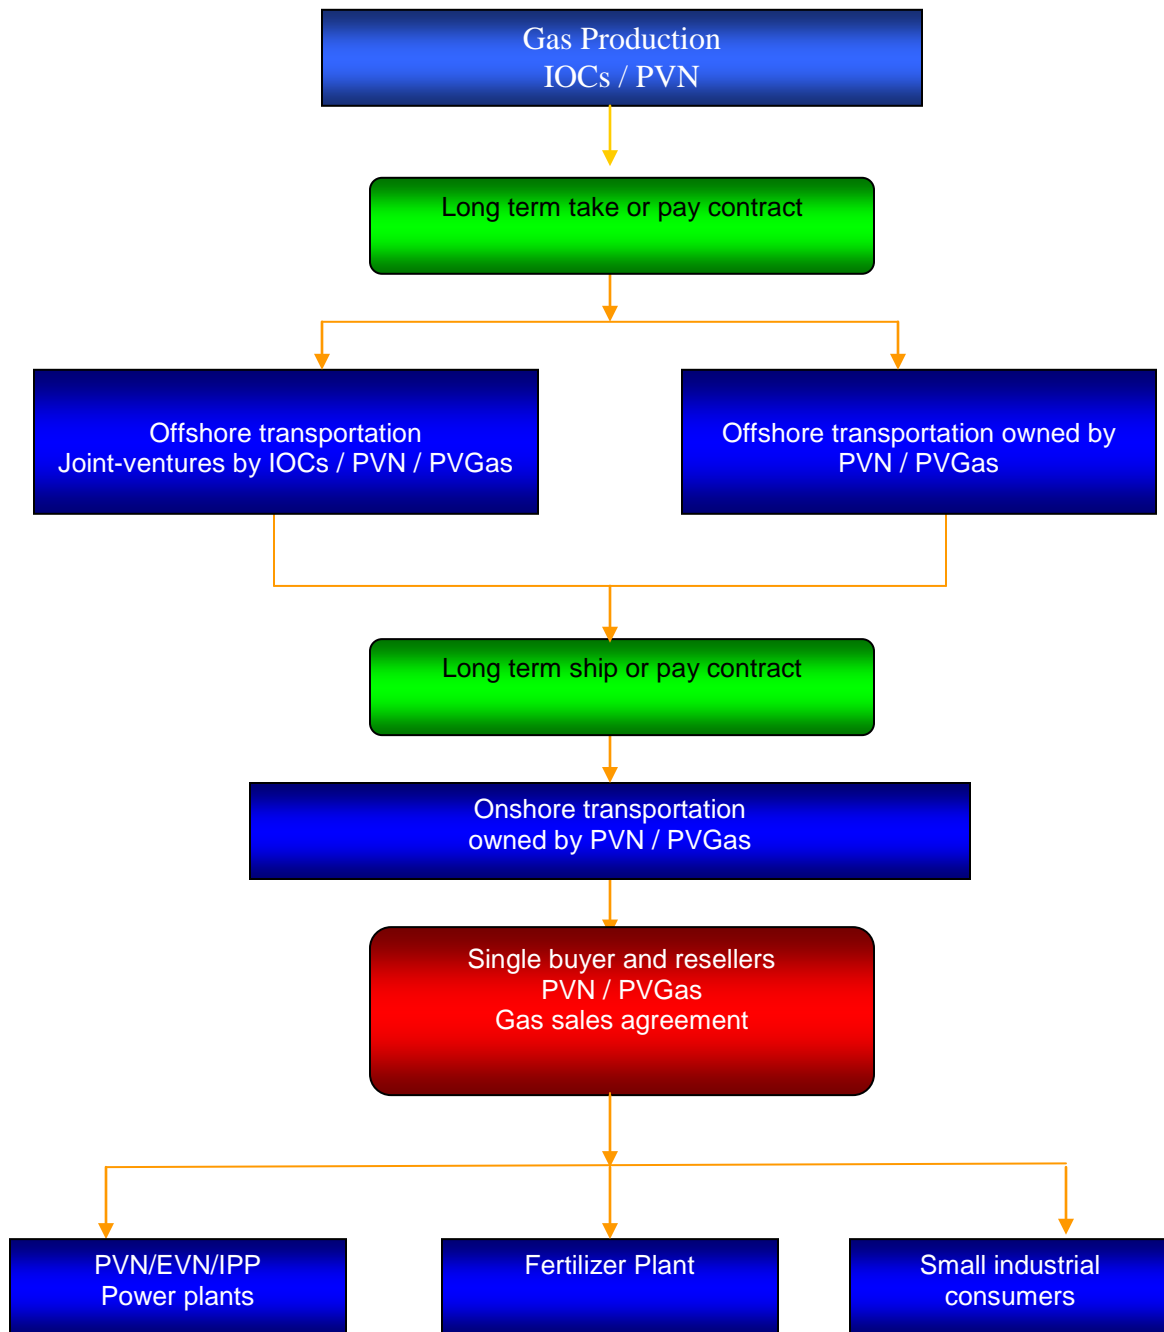 Gas Production
IOCs / PVN
Long term take or pay contract
Offshore transportation
Joint-ventures by IOCs / PVN / PVGas
Offshore transportation owned by
PVN / PVGas
Long term ship or pay contract
Onshore transportation
owned by PVN / PVGas
Single buyer and resellers
PVN / PVGas
Gas sales agreement
PVN/EVN/IPP
Power plants
Fertilizer Plant
Small industrial
consumers